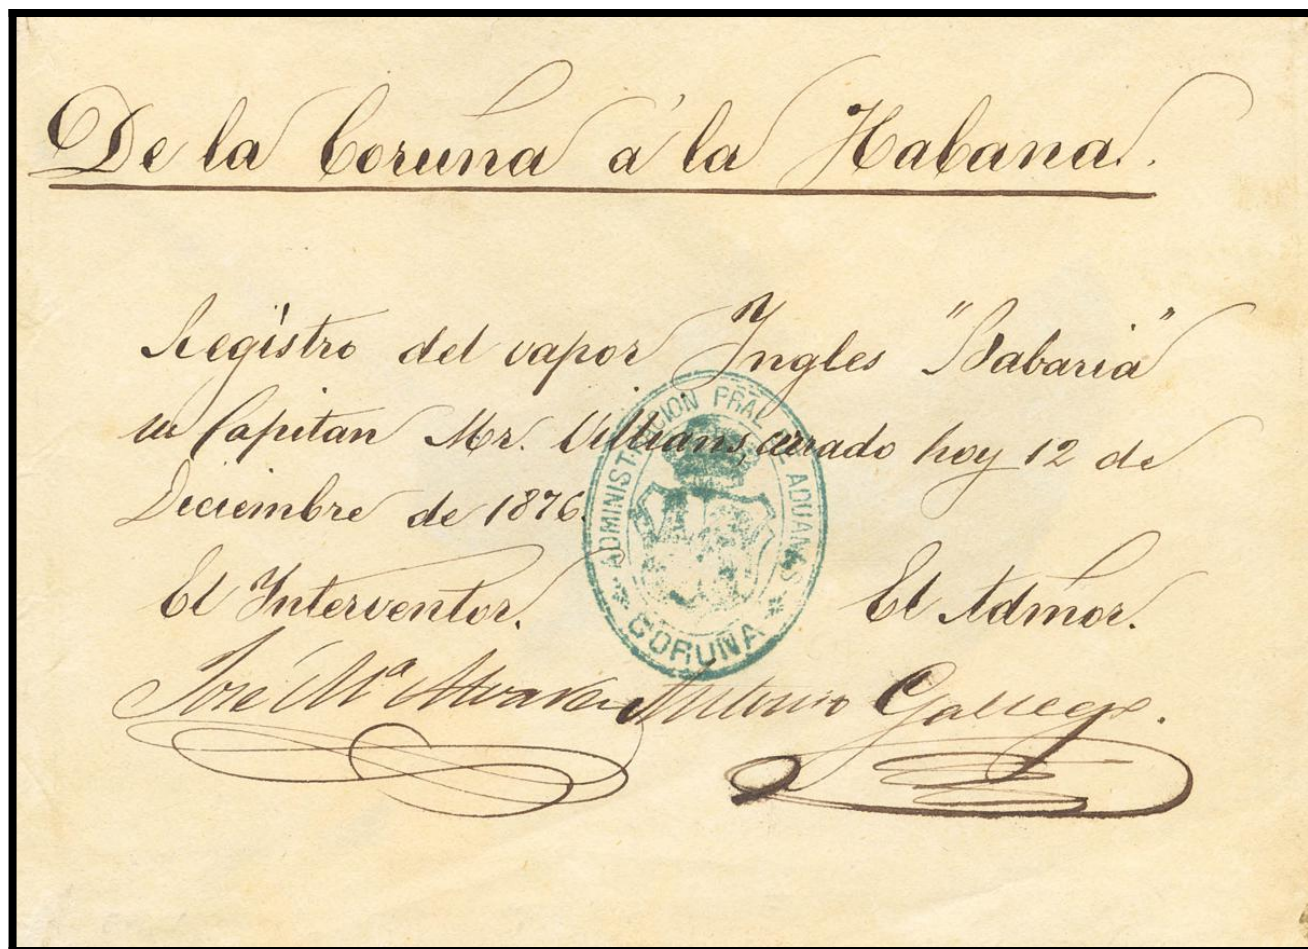 De la Coruña á la Habana.
Registro del vapor Ingles "Babaria"
su Capitan Mr. Villians, cerrado hoy 12 de
Diciembre de 1876.
ADMINISTRACION PRAL DE ADUANAS
CORUÑA
El Interventor. El Admor.
José Mª Alvarez Antonio Gallego.